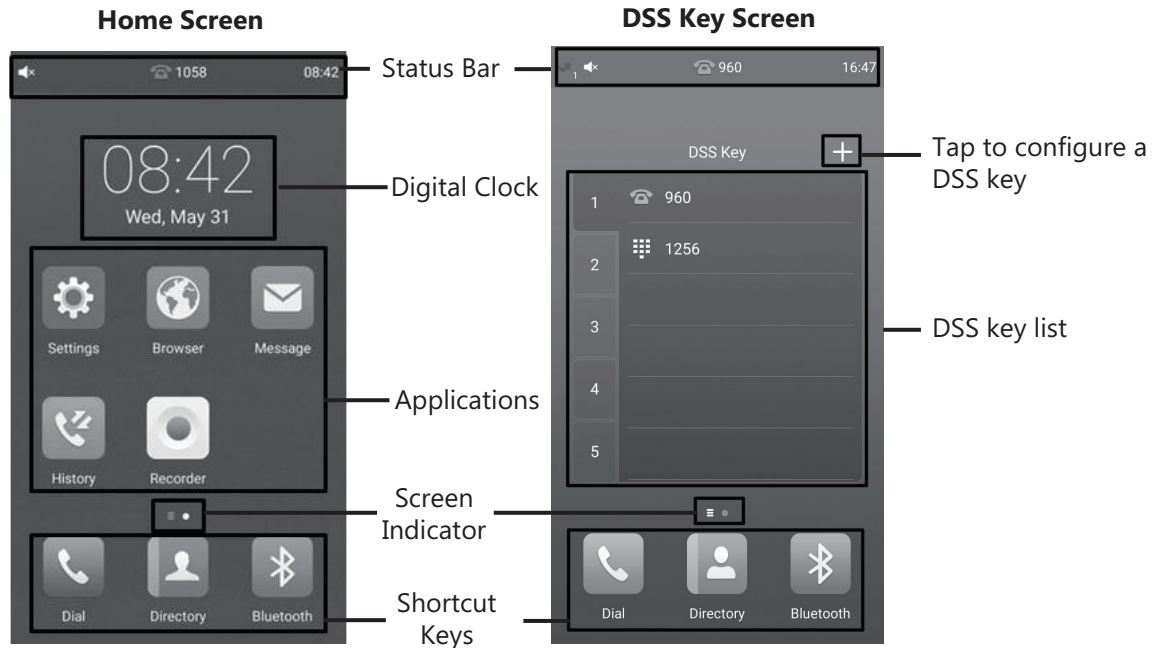 Home Screen
DSS Key Screen
1058
08:42
Status Bar
1
960
16:47
08:42
Wed, May 31
Digital Clock
DSS Key
Tap to configure a
DSS key
1
960
2
1256
3
4
5
DSS key list
Settings
Browser
Message
Applications
History
Recorder
Screen
Indicator
Dial
Directory
Bluetooth
Shortcut
Keys
Dial
Directory
Bluetooth